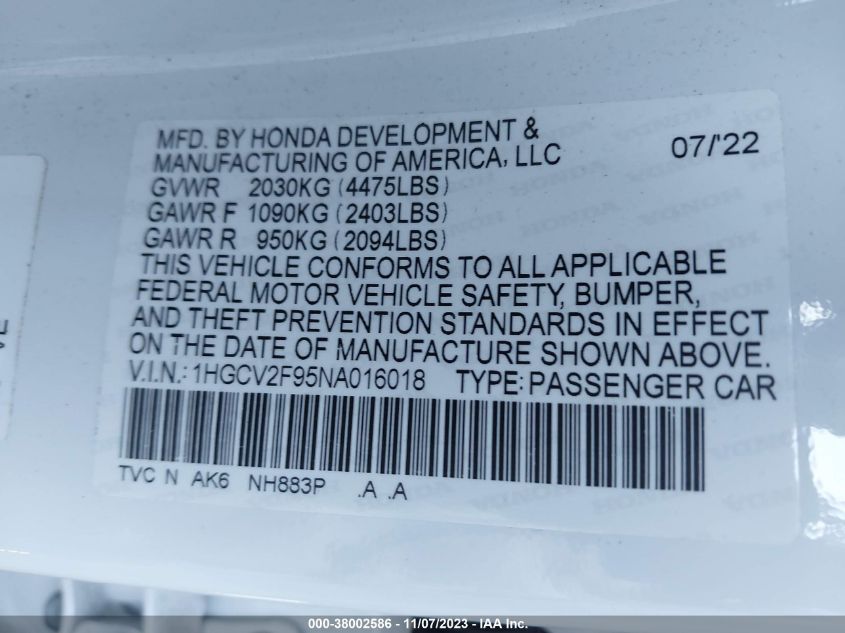 MFD. BY HONDA DEVELOPMENT &
MANUFACTURING OF AMERICA, LLC 07/'22
GVWR 2030KG (4475LBS)
GAWR F 1090KG (2403LBS)
GAWR R 950KG (2094LBS)
THIS VEHICLE CONFORMS TO ALL APPLICABLE
FEDERAL MOTOR VEHICLE SAFETY, BUMPER,
AND THEFT PREVENTION STANDARDS IN EFFECT
ON THE DATE OF MANUFACTURE SHOWN ABOVE.
V.I.N.: 1HGCV2F95NA016018 TYPE: PASSENGER CAR
TVC N AK6 NH883P .A .A
000-38002586 - 11/07/2023 - IAA Inc.